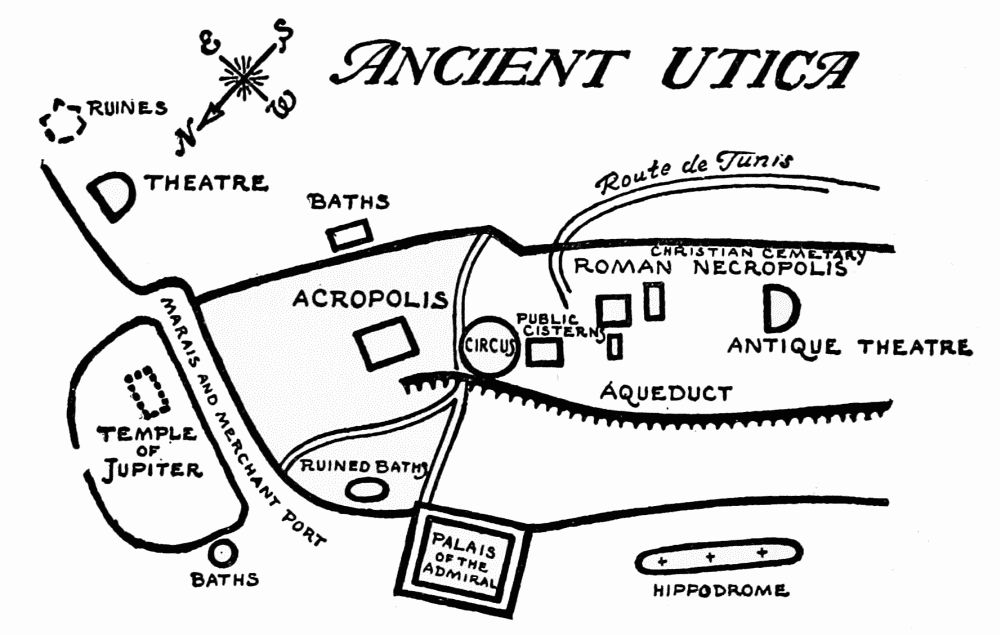 ANCIENT UTICA
E
S
W
N
RUINES
THEATRE
Route de Tunis
BATHS
CHRISTIAN CEMETARY
ROMAN NECROPOLIS
ACROPOLIS
PUBLIC
CISTERNS
CIRCUS
ANTIQUE THEATRE
MARAIS AND MERCHANT PORT
AQUEDUCT
TEMPLE
OF
JUPITER
RUINED BATHS
PALAIS
OF THE
ADMIRAL
BATHS
HIPPODROME